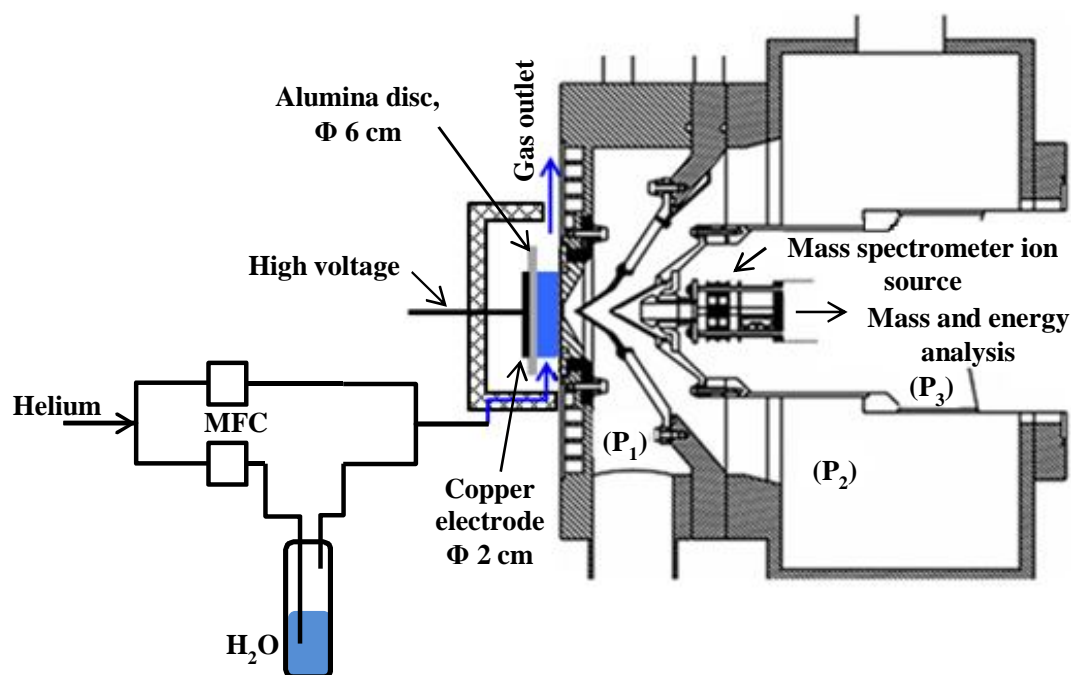 Alumina disc,
Φ 6 cm
Gas outlet
High voltage
Mass spectrometer ion
source
Mass and energy
analysis
(P₃)
Helium
MFC
(P₁)
(P₂)
Copper
electrode
Φ 2 cm
H₂O